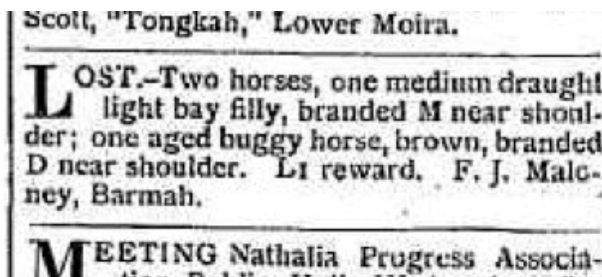 Scott, "Tongkah," Lower Moira.
LOST.-Two horses, one medium draught
light bay filly, branded M near shoul-
der; one aged buggy horse, brown, branded
D near shoulder. L1 reward. F. J. Malo-
ney, Barmah.
MEETING Nathalia Progress Associa-